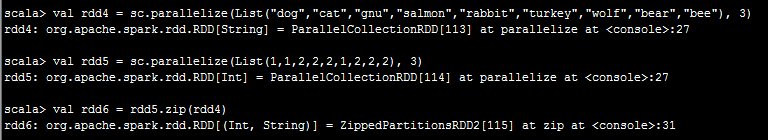 scala> val rdd4 = sc.parallelize(List("dog","cat","gnu","salmon","rabbit","turkey","wolf","bear","bee"), 3)
rdd4: org.apache.spark.rdd.RDD[String] = ParallelCollectionRDD[113] at parallelize at <console>:27
scala> val rdd5 = sc.parallelize(List(1,1,2,2,2,1,2,2,2), 3)
rdd5: org.apache.spark.rdd.RDD[Int] = ParallelCollectionRDD[114] at parallelize at <console>:27
scala> val rdd6 = rdd5.zip(rdd4)
rdd6: org.apache.spark.rdd.RDD[(Int, String)] = ZippedPartitionsRDD2[115] at zip at <console>:31